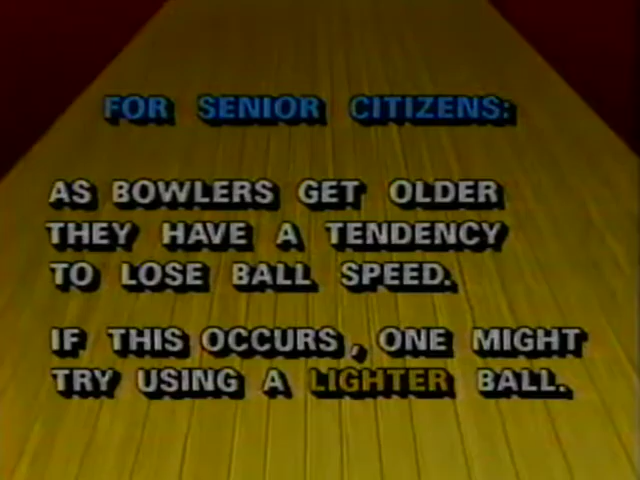 FOR SENIOR CITIZENS:
AS BOWLERS GET OLDER
THEY HAVE A TENDENCY
TO LOSE BALL SPEED.
IF THIS OCCURS, ONE MIGHT
TRY USING A LIGHTER BALL.